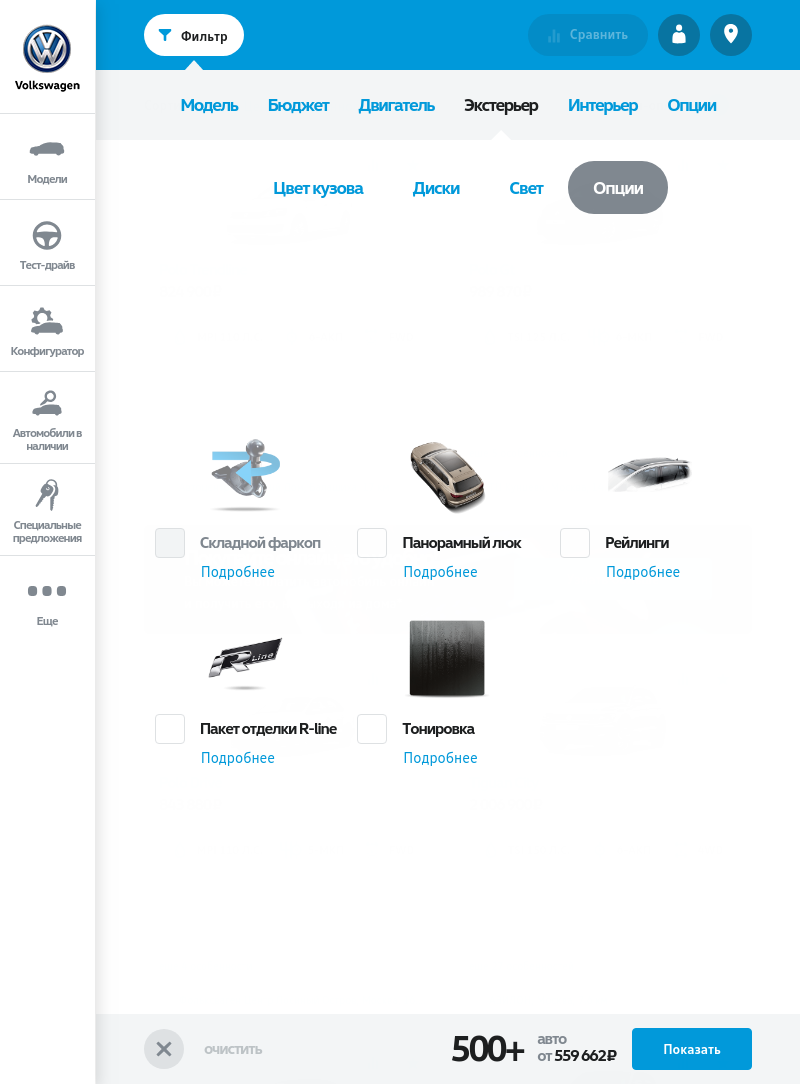 Фильтр
Сравнить
Volkswagen
Модель Бюджет Двигатель Экстерьер Интерьер Опции
Цвет кузова Диски Свет Опции
Модели
Тест-драйв
Конфигуратор
Автомобили в
наличии
Специальные
предложения
Еще
Складной фаркоп
Подробнее
Панорамный люк
Подробнее
Рейлинги
Подробнее
R Line
Пакет отделки R-line
Подробнее
Тонировка
Подробнее
ОЧИСТИТЬ
500+
авто
от 559 662₽
Показать